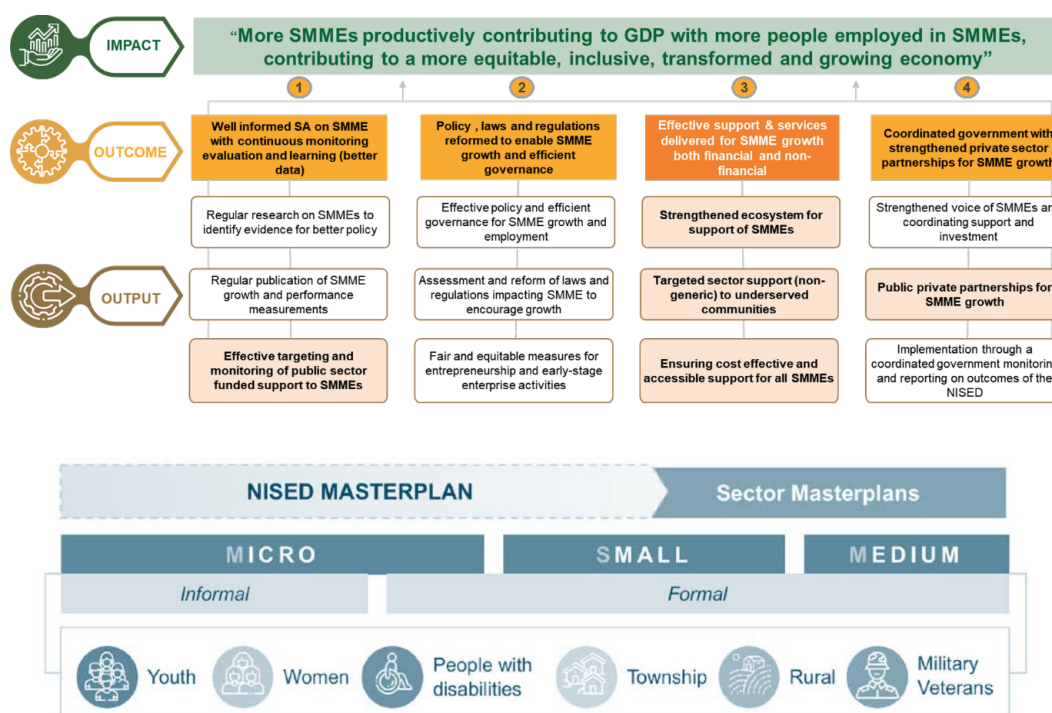 IMPACT
“More SMMEs productively contributing to GDP with more people employed in SMMEs,
contributing to a more equitable, inclusive, transformed and growing economy”
1
2
3
4
OUTCOME
Well informed SA on SMME
with continuous monitoring
evaluation and learning (better
data)
Policy , laws and regulations
reformed to enable SMME
growth and efficient
governance
Effective support & services
delivered for SMME growth
both financial and non-
financial
Coordinated government with
strengthened private sector
partnerships for SMME growth
Regular research on SMMEs to
identify evidence for better policy
Effective policy and efficient
governance for SMME growth and
employment
Strengthened ecosystem for
support of SMMEs
Strengthened voice of SMMEs an
coordinating support and
investment
OUTPUT
Regular publication of SMME
growth and performance
measurements
Assessment and reform of laws and
regulations impacting SMME to
encourage growth
Targeted sector support (non-
generic) to underserved
communities
Public private partnerships for
SMME growth
Effective targeting and
monitoring of public sector
funded support to SMMEs
Fair and equitable measures for
entrepreneurship and early-stage
enterprise activities
Ensuring cost effective and
accessible support for all SMMEs
Implementation through a
coordinated government monitorin
and reporting on outcomes of the
NISED
NISED MASTERPLAN
Sector Masterplans
MICRO
SMALL
MEDIUM
Informal
Formal
Youth
Women
People with
disabilities
Township
Rural
Military
Veterans